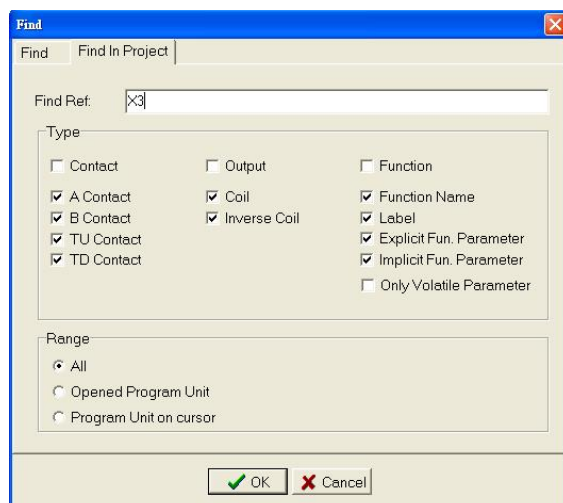 Find
Find
Find In Project
Find Ref:
X3
Type
Contact
Output
Function
A Contact
Coil
Function Name
B Contact
Inverse Coil
Label
TU Contact
Explicit Fun. Parameter
TD Contact
Implicit Fun. Parameter
Only Volatile Parameter
Range
All
Opened Program Unit
Program Unit on cursor
OK
Cancel